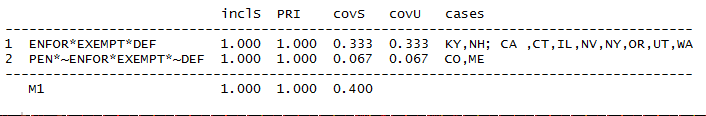 inclS PRI covS covU cases
--------------------------------------------------------------------------------
1 ENFOR*EXEMPT*DEF 1.000 1.000 0.333 0.333 KY,NH; CA ,CT,IL,NV,NY,OR,UT,WA
2 PEN*~ENFOR*EXEMPT*~DEF 1.000 1.000 0.067 0.067 CO,ME
--------------------------------------------------------------------------------
M1 1.000 1.000 0.400